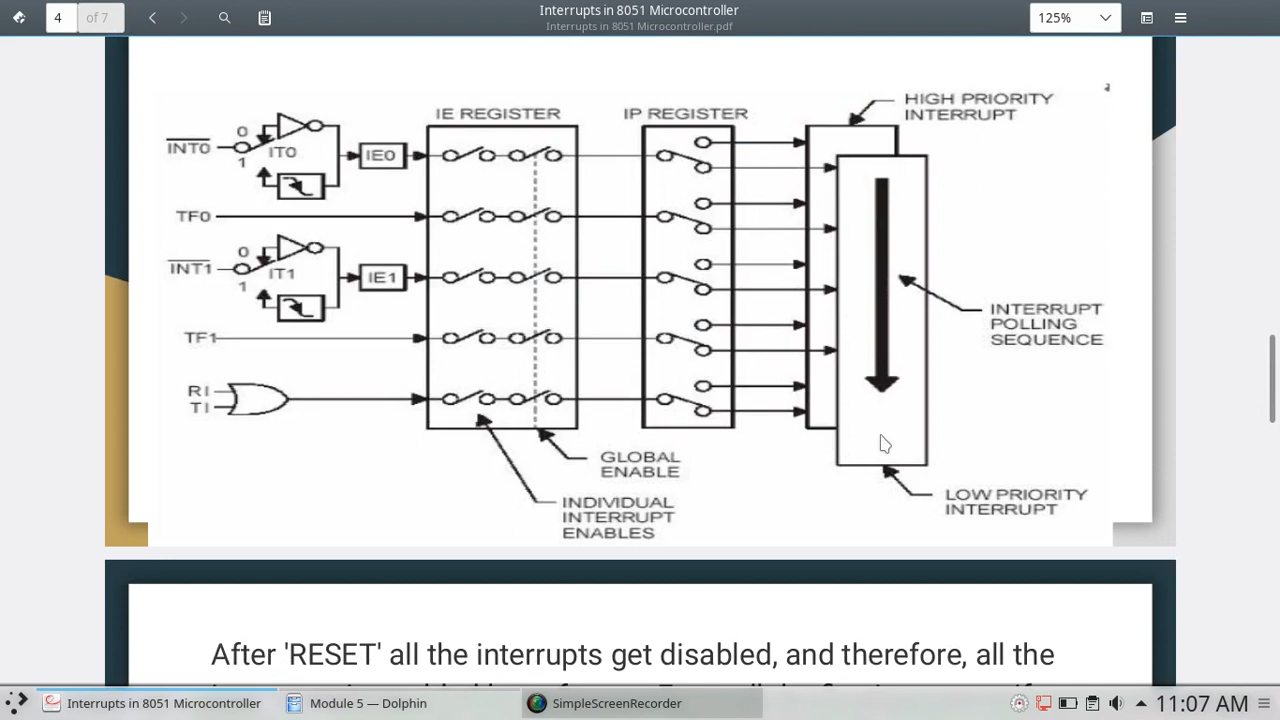 4 of 7
Interrupts in 8051 Microcontroller
Interrupts in 8051 Microcontroller.pdf
125%
HIGH PRIORITY
INTERRUPT
IE REGISTER
IP REGISTER
INT0
0
1
IT0
IE0
TF0
INT1
0
1
IT1
IE1
TF1
RI
TI
INTERRUPT
POLLING
SEQUENCE
GLOBAL
ENABLE
INDIVIDUAL
INTERRUPT
ENABLES
LOW PRIORITY
INTERRUPT
After 'RESET' all the interrupts get disabled, and therefore, all the
Interrupts in 8051 Microcontroller
Module 5 — Dolphin
SimpleScreenRecorder
11:07 AM